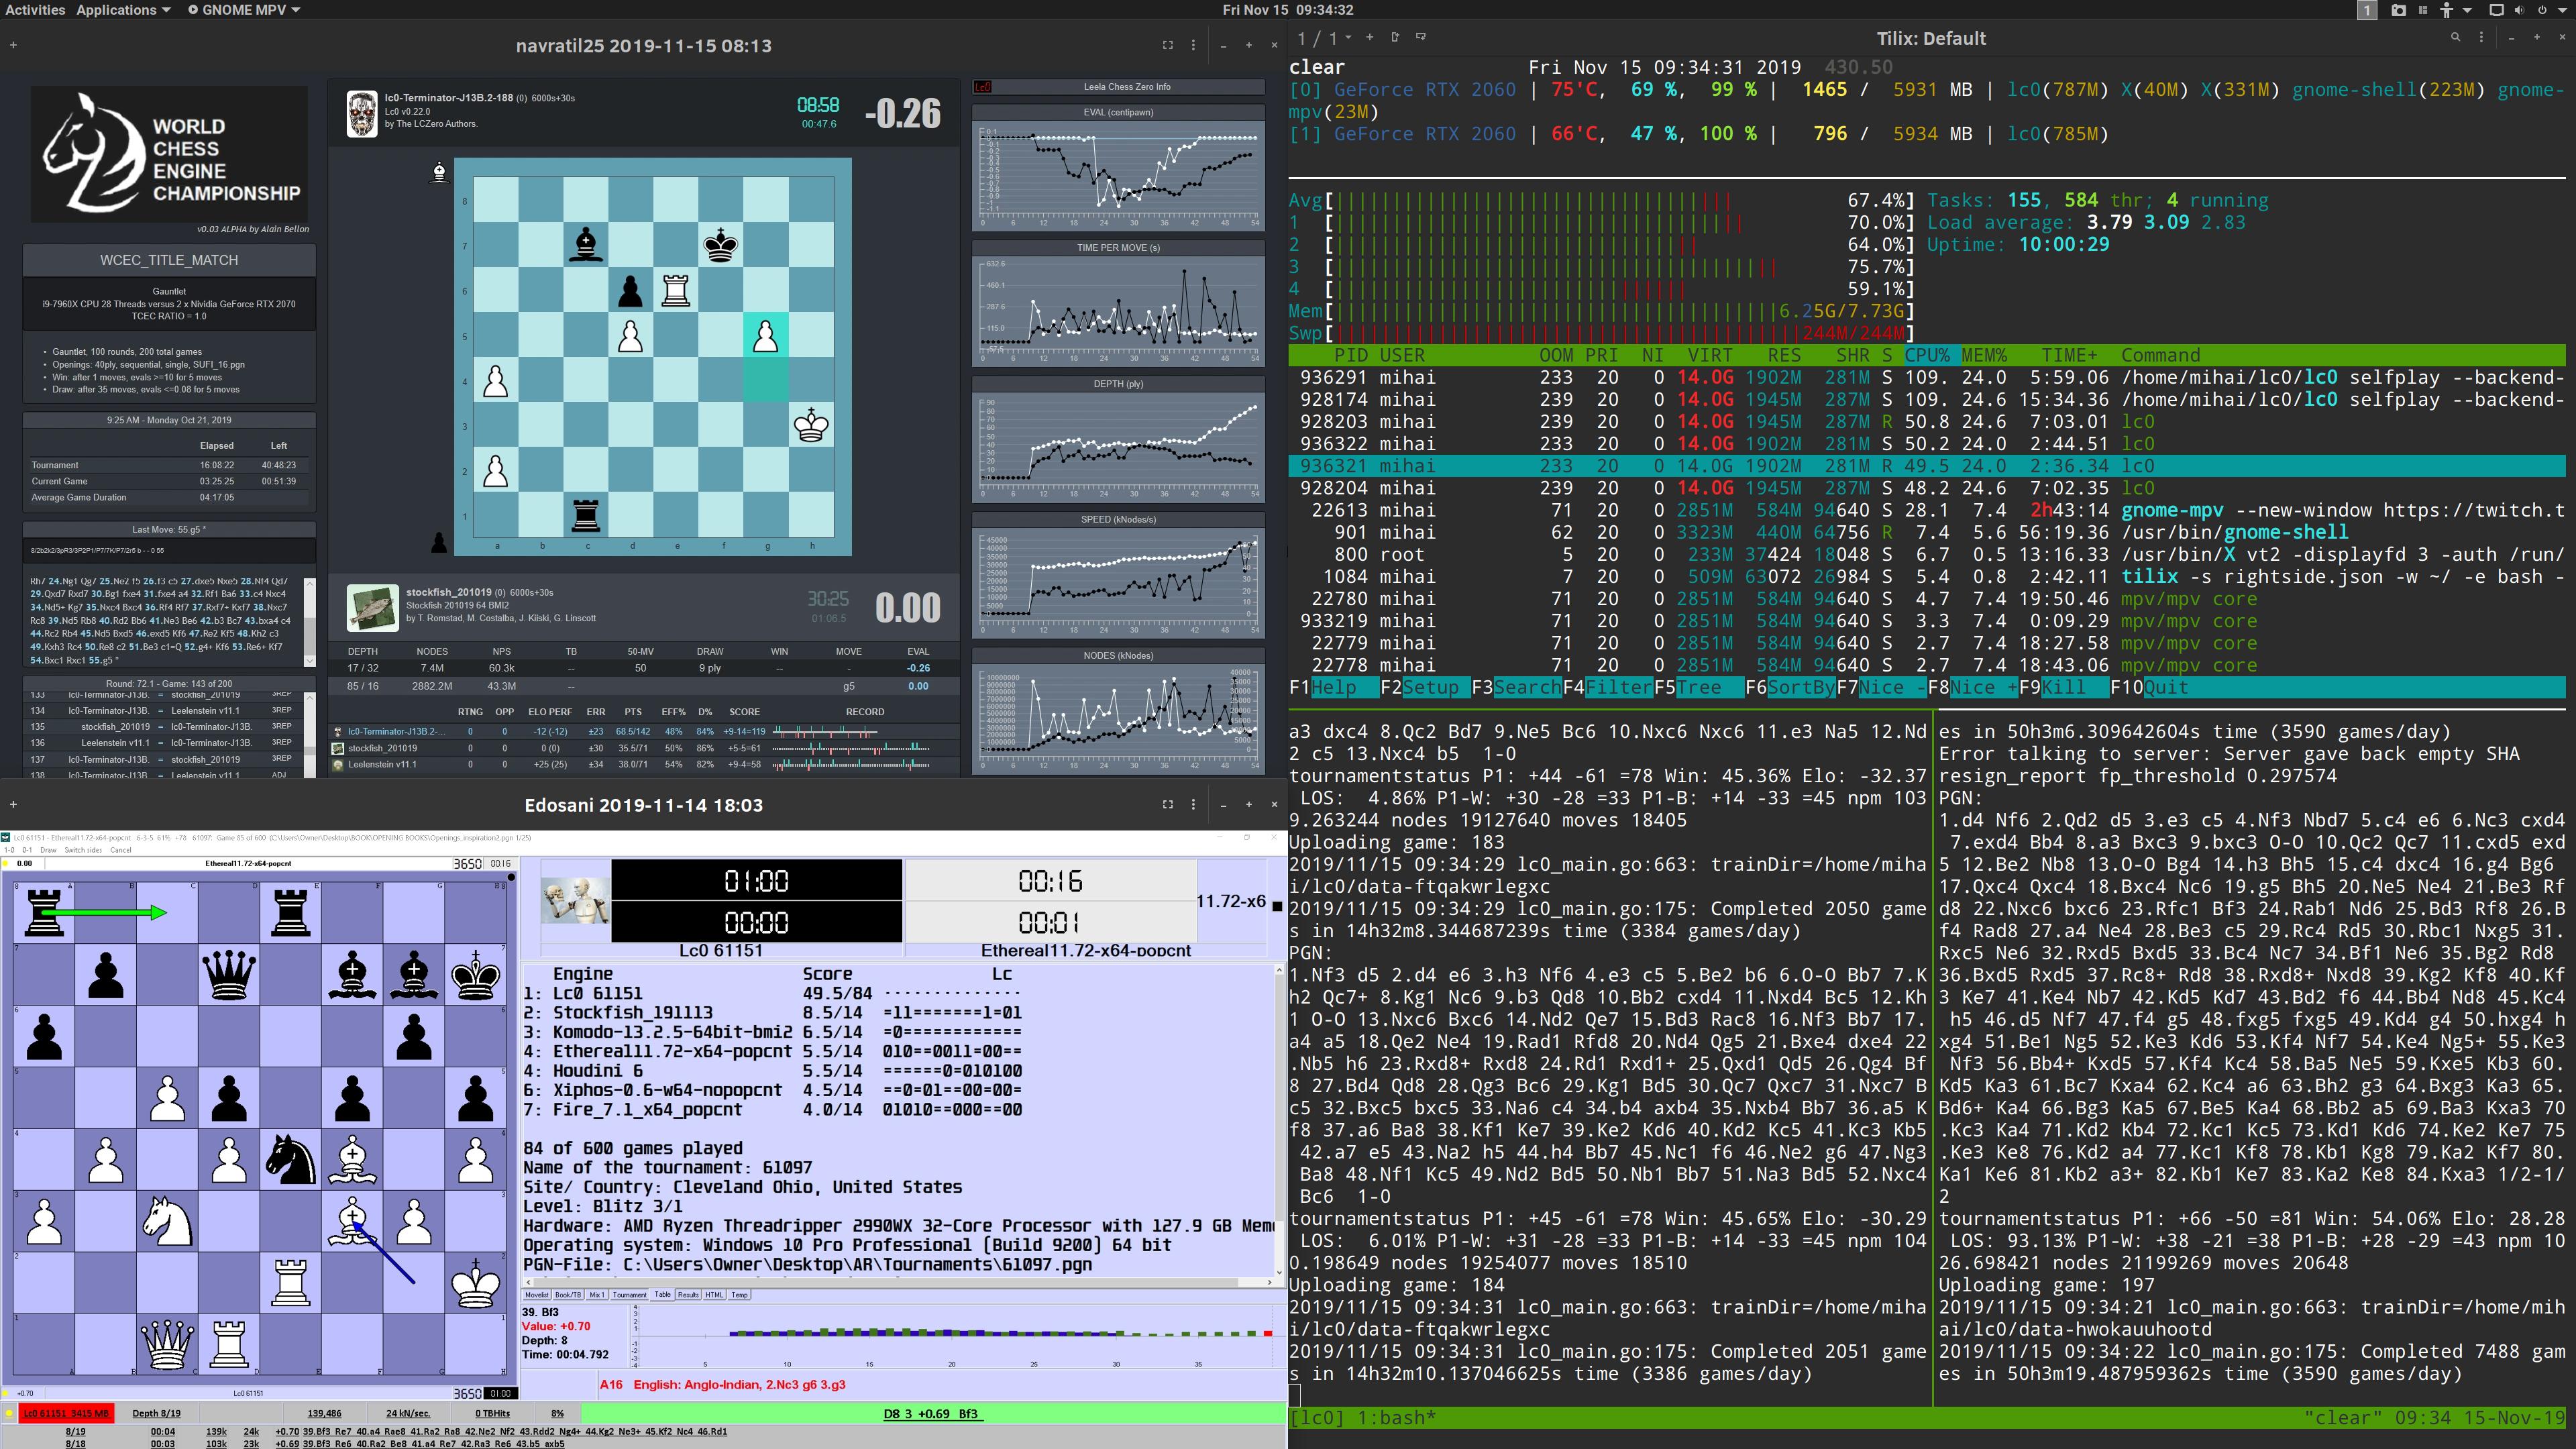 Activities Applications GNOME MPV
Fri Nov 15 09:34:32
1
navratil25 2019-11-15 08:13
WORLD
CHESS
ENGINE
CHAMPIONSHIP
v0.03 ALPHA by Alain Bellon
WCEC_TITLE_MATCH
Gauntlet
i9-7960X CPU 28 Threads versus 2 x Nvidia GeForce RTX 2070
TCEC RATIO = 1.0
• Gauntlet, 100 rounds, 200 total games
• Openings: 40ply, sequential, single, SUFI_16.pgn
• Win: after 1 moves, evals >=10 for 5 moves
• Draw: after 35 moves, evals <=0.08 for 5 moves
9:25 AM - Monday Oct 21, 2019
Elapsed Left
Tournament 16:08:22 40:48:23
Current Game 03:25:25 00:51:39
Average Game Duration 04:17:05
Last Move: 55.g5 *
8/2b2k2/3pR3/3P2P1/P7/7K/P7/2r5 b - - 0 55
Rh7 24.Ng1 Qg7 25.Ne2 f5 26.f3 c5 27.dxe5 Nxe5 28.Nf4 Qd7
29.Qxd7 Rxd7 30.Bg1 fxe4 31.fxe4 a4 32.Rf1 Ba6 33.c4 Nxc4
34.Nd5+ Kg7 35.Nxc4 Bxc4 36.Rf4 Rf7 37.Rxf7+ Kxf7 38.Nxc7
Rc8 39.Nd5 Rb8 40.Rd2 Bb6 41.Ne3 Be6 42.b3 Bc7 43.bxa4 c4
44.Rc2 Rb4 45.Nd5 Bxd5 46.exd5 Kf6 47.Re2 Kf5 48.Kh2 c3
49.Kxh3 Rc4 50.Re8 c2 51.Be3 c1=Q 52.g4+ Kf6 53.Re6+ Kf7
54.Bxc1 Rxc1 55.g5 *
Round: 72.1 - Game: 143 of 200
133 lc0-Terminator-J13B. = stockfish_201019 3REP
134 lc0-Terminator-J13B. = Leelenstein v11.1 3REP
135 stockfish_201019 = lc0-Terminator-J13B. 3REP
136 Leelenstein v11.1 = lc0-Terminator-J13B. 3REP
137 lc0-Terminator-J13B. = stockfish_201019 3REP
138 lc0-Terminator-J13B. = Leelenstein v11.1 ADJ
lc0-Terminator-J13B.2-188 (0) 6000s+30s
Lc0 v0.22.0
by The LCZero Authors.
08:58
00:47.6
-0.26
8
7
6
5
4
3
2
1
a b c d e f g h
stockfish_201019 (0) 6000s+30s
Stockfish 201019 64 BMI2
by T. Romstad, M. Costalba, J. Kiiski, G. Linscott
30:25
01:06.5
0.00
DEPTH NODES NPS TB 50-MV DRAW WIN MOVE EVAL
17 / 32 7.4M 60.3k -- 50 9 ply -- - -0.26
85 / 16 2882.2M 43.3M -- g5 0.00
RTNG OPP ELO PERF ERR PTS EFF% D% SCORE RECORD
lc0-Terminator-J13B.2-... 0 0 -12 (-12) ±23 68.5/142 48% 84% +9-14=119
stockfish_201019 0 0 0 (0) ±30 35.5/71 50% 86% +5-5=61
Leelenstein v11.1 0 0 +25 (25) ±34 38.0/71 54% 82% +9-4=58
Lc0 Leela Chess Zero Info
EVAL (centipawn)
TIME PER MOVE (s)
DEPTH (ply)
SPEED (kNodes/s)
NODES (kNodes)
Edosani 2019-11-14 18:03
Lc0 61151 - Ethereal11.72-x64-popcnt 6-3-5 61% +78 61097: Game 85 of 600 (C:\Users\Owner\Desktop\BOOK\OPENING BOOKS\Openings_inspiration2.pgn 1/25)
1-0 0-1 Draw Switch sides Cancel
0.00 Ethereal11.72-x64-popcnt 3650 00:16
+0.70 Lc0 61151 3650 01:00
01:00 00:16
00:00 00:01
11.72-x6
Lc0 61151 Ethereal11.72-x64-popcnt
Engine Score Lc
1: Lc0 61151 49.5/84 ··············
2: Stockfish_191113 8.5/14 =11=======1=01
3: Komodo-13.2.5-64bit-bmi2 6.5/14 =0============
4: Ethereal11.72-x64-popcnt 5.5/14 010==0011=00==
4: Houdini 6 5.5/14 ======0=010100
6: Xiphos-0.6-w64-nopopcnt 4.5/14 ==0=01==00=00=
7: Fire_7.1_x64_popcnt 4.0/14 01010==000==00
84 of 600 games played
Name of the tournament: 61097
Site/ Country: Cleveland Ohio, United States
Level: Blitz 3/1
Hardware: AMD Ryzen Threadripper 2990WX 32-Core Processor with 127.9 GB Mem
Operating system: Windows 10 Pro Professional (Build 9200) 64 bit
PGN-File: C:\Users\Owner\Desktop\AR\Tournaments\61097.pgn
Movelist Book/TB Mix 1 Tournament Table Results HTML Temp
39. Bf3
Value: +0.70
Depth: 8
Time: 00:04.792
5 10 15 20 25 30 35
A16 English: Anglo-Indian, 2.Nc3 g6 3.g3
Lc0 61151 3415 MB Depth 8/19 139,486 24 kN/sec. 0 TBHits 8% D8 3 +0.69 Bf3
8/19 00:04 139k 24k +0.70 39.Bf3 Re7 40.a4 Rae8 41.Ra2 Ra8 42.Ne2 Nf2 43.Rdd2 Ng4+ 44.Kg2 Ne3+ 45.Kf2 Nc4 46.Rd1
8/18 00:03 103k 23k +0.69 39.Bf3 Re6 40.Ra2 Be8 41.a4 Re7 42.Ra3 Re6 43.b5 axb5
1 / 1
Tilix: Default
clear Fri Nov 15 09:34:31 2019 430.50
[0] GeForce RTX 2060 | 75'C, 69 %, 99 % | 1465 / 5931 MB | lc0(787M) X(40M) X(331M) gnome-shell(223M) gnome-
mpv(23M)
[1] GeForce RTX 2060 | 66'C, 47 %, 100 % | 796 / 5934 MB | lc0(785M)
Avg[ 67.4%] Tasks: 155, 584 thr; 4 running
1 [ 70.0%] Load average: 3.79 3.09 2.83
2 [ 64.0%] Uptime: 10:00:29
3 [ 75.7%]
4 [ 59.1%]
Mem[ 6.25G/7.73G]
Swp[ 244M/244M]
PID USER OOM PRI NI VIRT RES SHR S CPU% MEM% TIME+ Command
936291 mihai 233 20 0 14.0G 1902M 281M S 109. 24.0 5:59.06 /home/mihai/lc0/lc0 selfplay --backend-
928174 mihai 239 20 0 14.0G 1945M 287M S 109. 24.6 15:34.36 /home/mihai/lc0/lc0 selfplay --backend-
928203 mihai 239 20 0 14.0G 1945M 287M R 50.8 24.6 7:03.01 lc0
936322 mihai 233 20 0 14.0G 1902M 281M S 50.2 24.0 2:44.51 lc0
936321 mihai 233 20 0 14.0G 1902M 281M R 49.5 24.0 2:36.34 lc0
928204 mihai 239 20 0 14.0G 1945M 287M S 48.2 24.6 7:02.35 lc0
22613 mihai 71 20 0 2851M 584M 94640 S 28.1 7.4 2h43:14 gnome-mpv --new-window https://twitch.t
901 mihai 62 20 0 3323M 440M 64756 R 7.4 5.6 56:19.36 /usr/bin/gnome-shell
800 root 5 20 0 233M 37424 18048 S 6.7 0.5 13:16.33 /usr/bin/X vt2 -displayfd 3 -auth /run/
1084 mihai 7 20 0 509M 63072 26984 S 5.4 0.8 2:42.11 tilix -s rightside.json -w ~/ -e bash -
22780 mihai 71 20 0 2851M 584M 94640 S 4.7 7.4 19:50.46 mpv/mpv core
933219 mihai 71 20 0 2851M 584M 94640 S 3.3 7.4 0:09.29 mpv/mpv core
22779 mihai 71 20 0 2851M 584M 94640 S 2.7 7.4 18:27.58 mpv/mpv core
22778 mihai 71 20 0 2851M 584M 94640 S 2.7 7.4 18:43.06 mpv/mpv core
F1Help F2Setup F3SearchF4FilterF5Tree F6SortByF7Nice -F8Nice +F9Kill F10Quit
a3 dxc4 8.Qc2 Bd7 9.Ne5 Bc6 10.Nxc6 Nxc6 11.e3 Na5 12.Nd
2 c5 13.Nxc4 b5 1-0
tournamentstatus P1: +44 -61 =78 Win: 45.36% Elo: -32.37
LOS: 4.86% P1-W: +30 -28 =33 P1-B: +14 -33 =45 npm 103
9.263244 nodes 19127640 moves 18405
Uploading game: 183
2019/11/15 09:34:29 lc0_main.go:663: trainDir=/home/miha
i/lc0/data-ftqakwrlegxc
2019/11/15 09:34:29 lc0_main.go:175: Completed 2050 game
s in 14h32m8.344687239s time (3384 games/day)
PGN:
1.Nf3 d5 2.d4 e6 3.h3 Nf6 4.e3 c5 5.Be2 b6 6.O-O Bb7 7.K
h2 Qc7+ 8.Kg1 Nc6 9.b3 Qd8 10.Bb2 cxd4 11.Nxd4 Bc5 12.Kh
1 O-O 13.Nxc6 Bxc6 14.Nd2 Qe7 15.Bd3 Rac8 16.Nf3 Bb7 17.
a4 a5 18.Qe2 Ne4 19.Rad1 Rfd8 20.Nd4 Qg5 21.Bxe4 dxe4 22
.Nb5 h6 23.Rxd8+ Rxd8 24.Rd1 Rxd1+ 25.Qxd1 Qd5 26.Qg4 Bf
8 27.Bd4 Qd8 28.Qg3 Bc6 29.Kg1 Bd5 30.Qc7 Qxc7 31.Nxc7 B
c5 32.Bxc5 bxc5 33.Na6 c4 34.b4 axb4 35.Nxb4 Bb7 36.a5 K
f8 37.a6 Ba8 38.Kf1 Ke7 39.Ke2 Kd6 40.Kd2 Kc5 41.Kc3 Kb5
42.a7 e5 43.Na2 h5 44.h4 Bb7 45.Nc1 f6 46.Ne2 g6 47.Ng3
Ba8 48.Nf1 Kc5 49.Nd2 Bd5 50.Nb1 Bb7 51.Na3 Bd5 52.Nxc4
Bc6 1-0
tournamentstatus P1: +45 -61 =78 Win: 45.65% Elo: -30.29
LOS: 6.01% P1-W: +31 -28 =33 P1-B: +14 -33 =45 npm 104
0.198649 nodes 19254077 moves 18510
Uploading game: 184
2019/11/15 09:34:31 lc0_main.go:663: trainDir=/home/miha
i/lc0/data-ftqakwrlegxc
2019/11/15 09:34:31 lc0_main.go:175: Completed 2051 game
s in 14h32m10.137046625s time (3386 games/day)
es in 50h3m6.309642604s time (3590 games/day)
Error talking to server: Server gave back empty SHA
resign_report fp_threshold 0.297574
PGN:
1.d4 Nf6 2.Qd2 d5 3.e3 c5 4.Nf3 Nbd7 5.c4 e6 6.Nc3 cxd4
7.exd4 Bb4 8.a3 Bxc3 9.bxc3 O-O 10.Qc2 Qc7 11.cxd5 exd
5 12.Be2 Nb8 13.O-O Bg4 14.h3 Bh5 15.c4 dxc4 16.g4 Bg6
17.Qxc4 Qxc4 18.Bxc4 Nc6 19.g5 Bh5 20.Ne5 Ne4 21.Be3 Rf
d8 22.Nxc6 bxc6 23.Rfc1 Bf3 24.Rab1 Nd6 25.Bd3 Rf8 26.B
f4 Rad8 27.a4 Ne4 28.Be3 c5 29.Rc4 Rd5 30.Rbc1 Nxg5 31.
Rxc5 Ne6 32.Rxd5 Bxd5 33.Bc4 Nc7 34.Bf1 Ne6 35.Bg2 Rd8
36.Bxd5 Rxd5 37.Rc8+ Rd8 38.Rxd8+ Nxd8 39.Kg2 Kf8 40.Kf
3 Ke7 41.Ke4 Nb7 42.Kd5 Kd7 43.Bd2 f6 44.Bb4 Nd8 45.Kc4
h5 46.d5 Nf7 47.f4 g5 48.fxg5 fxg5 49.Kd4 g4 50.hxg4 h
xg4 51.Be1 Ng5 52.Ke3 Kd6 53.Kf4 Nf7 54.Ke4 Ng5+ 55.Ke3
Nf3 56.Bb4+ Kxd5 57.Kf4 Kc4 58.Ba5 Ne5 59.Kxe5 Kb3 60.
Kd5 Ka3 61.Bc7 Kxa4 62.Kc4 a6 63.Bh2 g3 64.Bxg3 Ka3 65.
Bd6+ Ka4 66.Bg3 Ka5 67.Be5 Ka4 68.Bb2 a5 69.Ba3 Kxa3 70
.Kc3 Ka4 71.Kd2 Kb4 72.Kc1 Kc5 73.Kd1 Kd6 74.Ke2 Ke7 75
.Ke3 Ke8 76.Kd2 a4 77.Kc1 Kf8 78.Kb1 Kg8 79.Ka2 Kf7 80.
Ka1 Ke6 81.Kb2 a3+ 82.Kb1 Ke7 83.Ka2 Ke8 84.Kxa3 1/2-1/
2
tournamentstatus P1: +66 -50 =81 Win: 54.06% Elo: 28.28
LOS: 93.13% P1-W: +38 -21 =38 P1-B: +28 -29 =43 npm 10
26.698421 nodes 21199269 moves 20648
Uploading game: 197
2019/11/15 09:34:21 lc0_main.go:663: trainDir=/home/mih
ai/lc0/data-hwokauuhootd
2019/11/15 09:34:22 lc0_main.go:175: Completed 7488 gam
es in 50h3m19.487959362s time (3590 games/day)
[lc0] 1:bash* "clear" 09:34 15-Nov-19